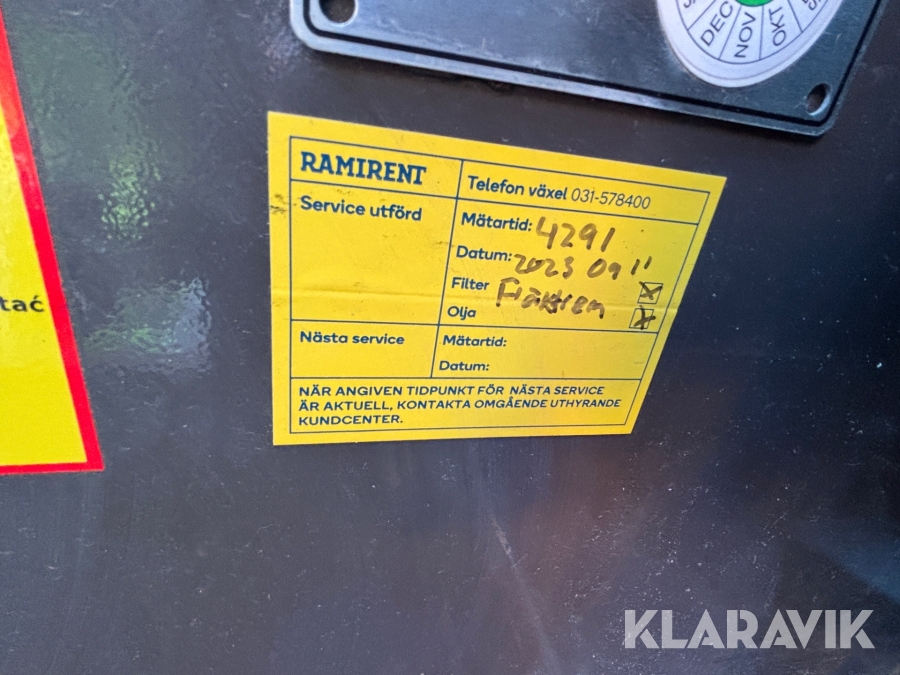 DEC
NOV
OKT
RAMIRENT
Telefon växel 031-578400
Service utförd
Mätartid: 4291
Datum: 2023 09 11
Filter Fläktrem
Olja
Nästa service
Mätartid:
Datum:
NÄR ANGIVEN TIDPUNKT FÖR NÄSTA SERVICE
ÄR AKTUELL, KONTAKTA OMGÅENDE UTHYRANDE
KUNDCENTER.
tać
KLARAVIK